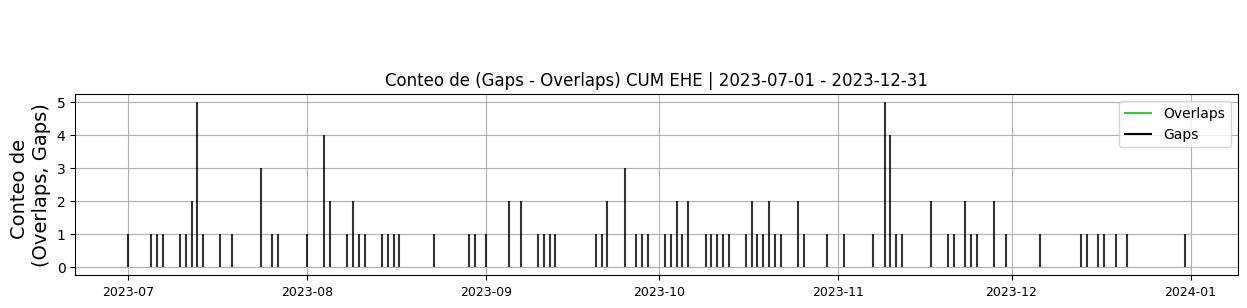 Conteo de (Gaps - Overlaps) CUM EHE | 2023-07-01 - 2023-12-31
Conteo de
(Overlaps, Gaps)
5
4
3
2
1
0
Overlaps
Gaps
2023-07
2023-08
2023-09
2023-10
2023-11
2023-12
2024-01